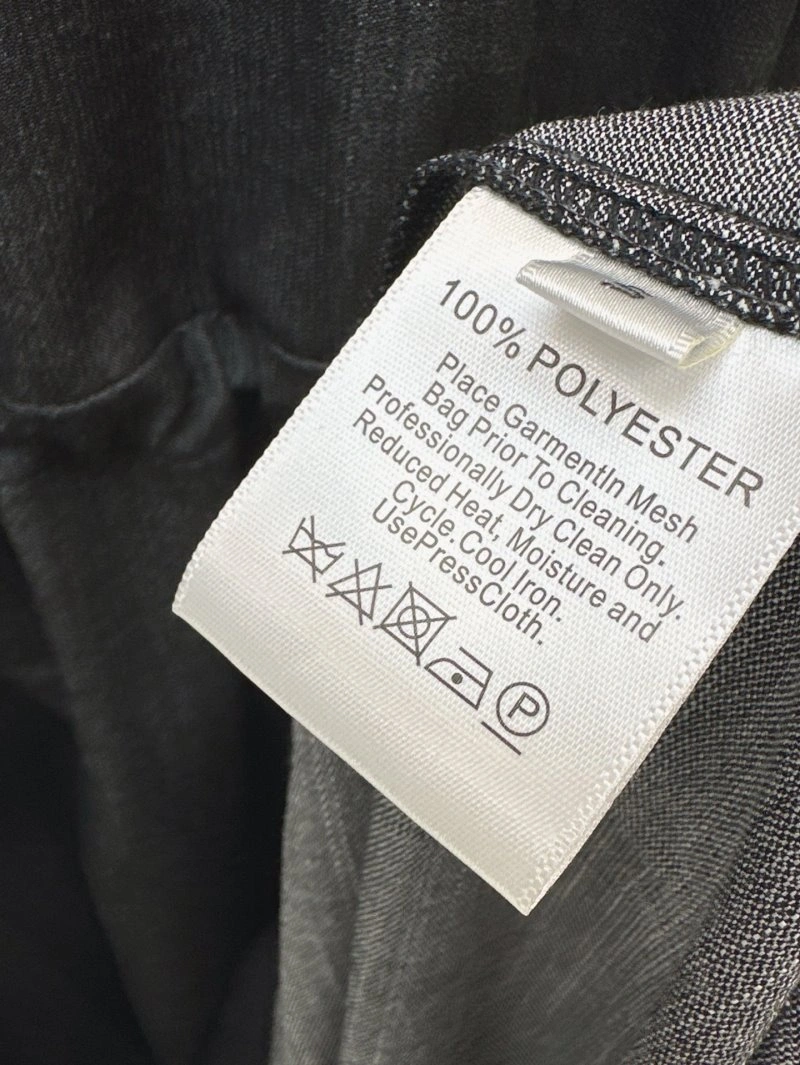 100% POLYESTER
Place GarmentIn Mesh
Bag Prior To Cleaning.
Professionally Dry Clean Only.
Reduced Heat, Moisture and
Cycle.Cool Iron.
UsePressCloth.
P